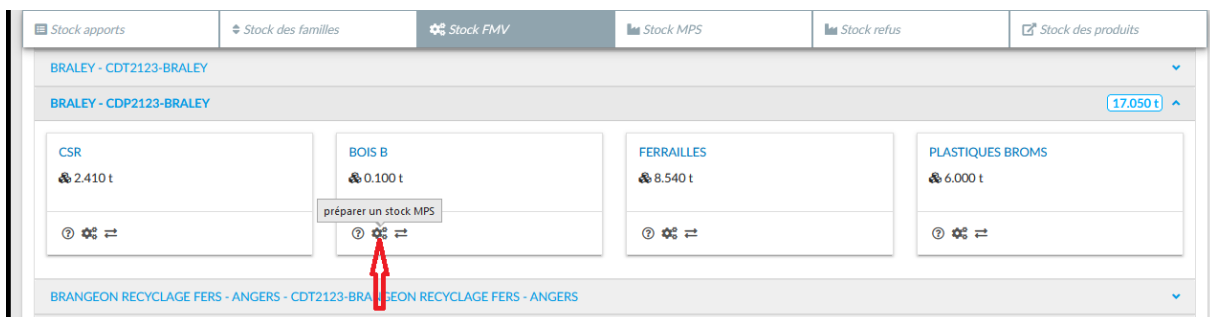 Stock apports Stock des familles Stock FMV Stock MPS Stock refus Stock des produits
BRALEY - CDT2123-BRALEY
BRALEY - CDP2123-BRALEY 17.050 t
CSR BOIS B FERRAILLES PLASTIQUES BROMS
2.410 t 0.100 t 8.540 t 6.000 t
préparer un stock MPS
BRANGEON RECYCLAGE FERS - ANGERS - CDT2123-BRANGEON RECYCLAGE FERS - ANGERS